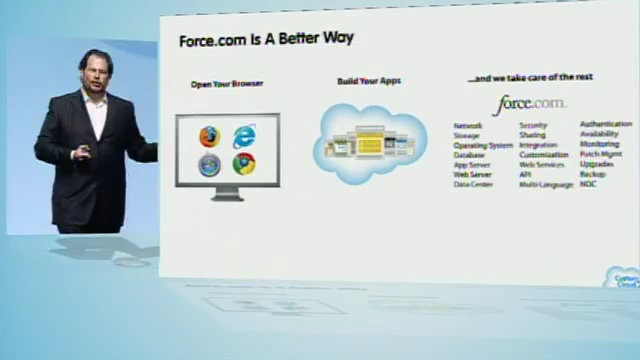 Force.com Is A Better Way
Open Your Browser
Build Your Apps
...and we take care of the rest
force.com.
Network
Storage
Operating System
Database
App Server
Web Server
Data Center
Security
Sharing
Integration
Customization
Web Services
API
Multi-Language
Authentication
Availability
Monitoring
Patch Mgmt
Upgrades
Backup
NOC